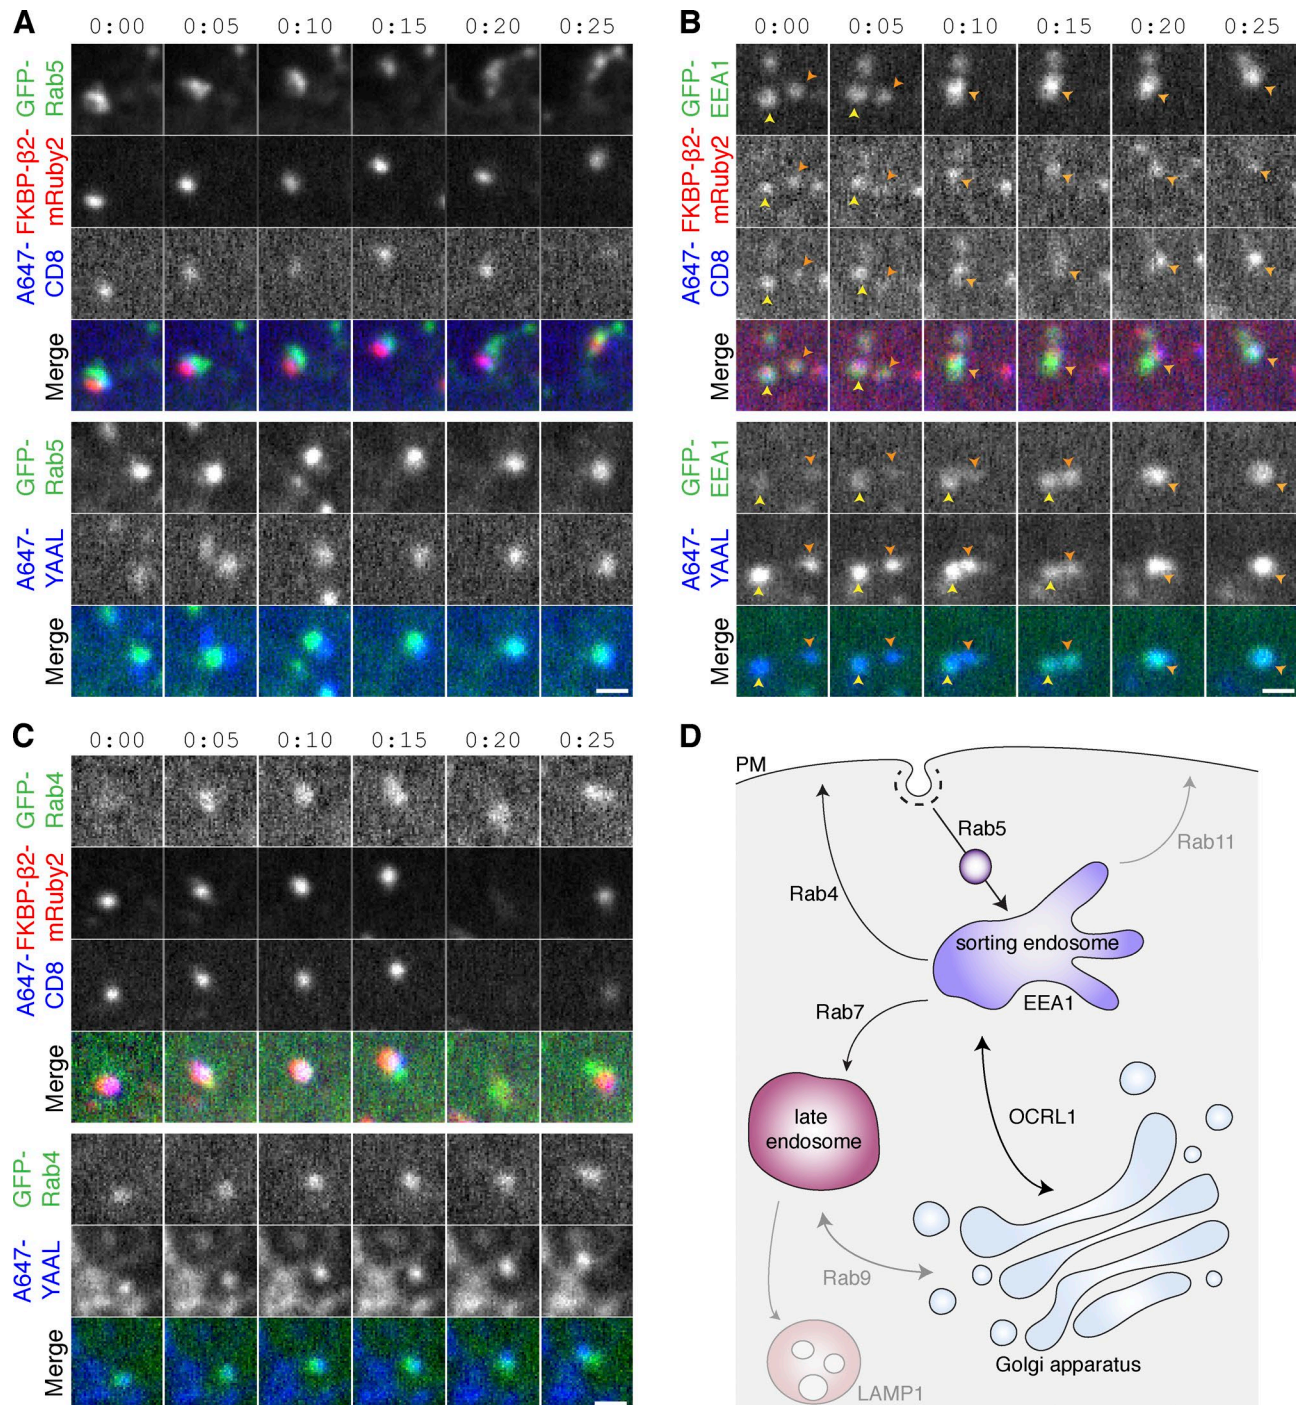 A
0:00 0:05 0:10 0:15 0:20 0:25
GFP-
Rab5
FKBP-β2-
mRuby2
A647-
CD8
Merge
GFP-
Rab5
A647-
YAAL
Merge
B
0:00 0:05 0:10 0:15 0:20 0:25
GFP-
EEA1
FKBP-β2-
mRuby2
A647-
CD8
Merge
GFP-
EEA1
A647-
YAAL
Merge
C
0:00 0:05 0:10 0:15 0:20 0:25
GFP-
Rab4
FKBP-β2-
mRuby2
A647-
CD8
Merge
GFP-
Rab4
A647-
YAAL
Merge
D
PM
Rab5
Rab11
Rab4
sorting endosome
EEA1
Rab7
late
endosome
OCRL1
Rab9
Golgi apparatus
LAMP1